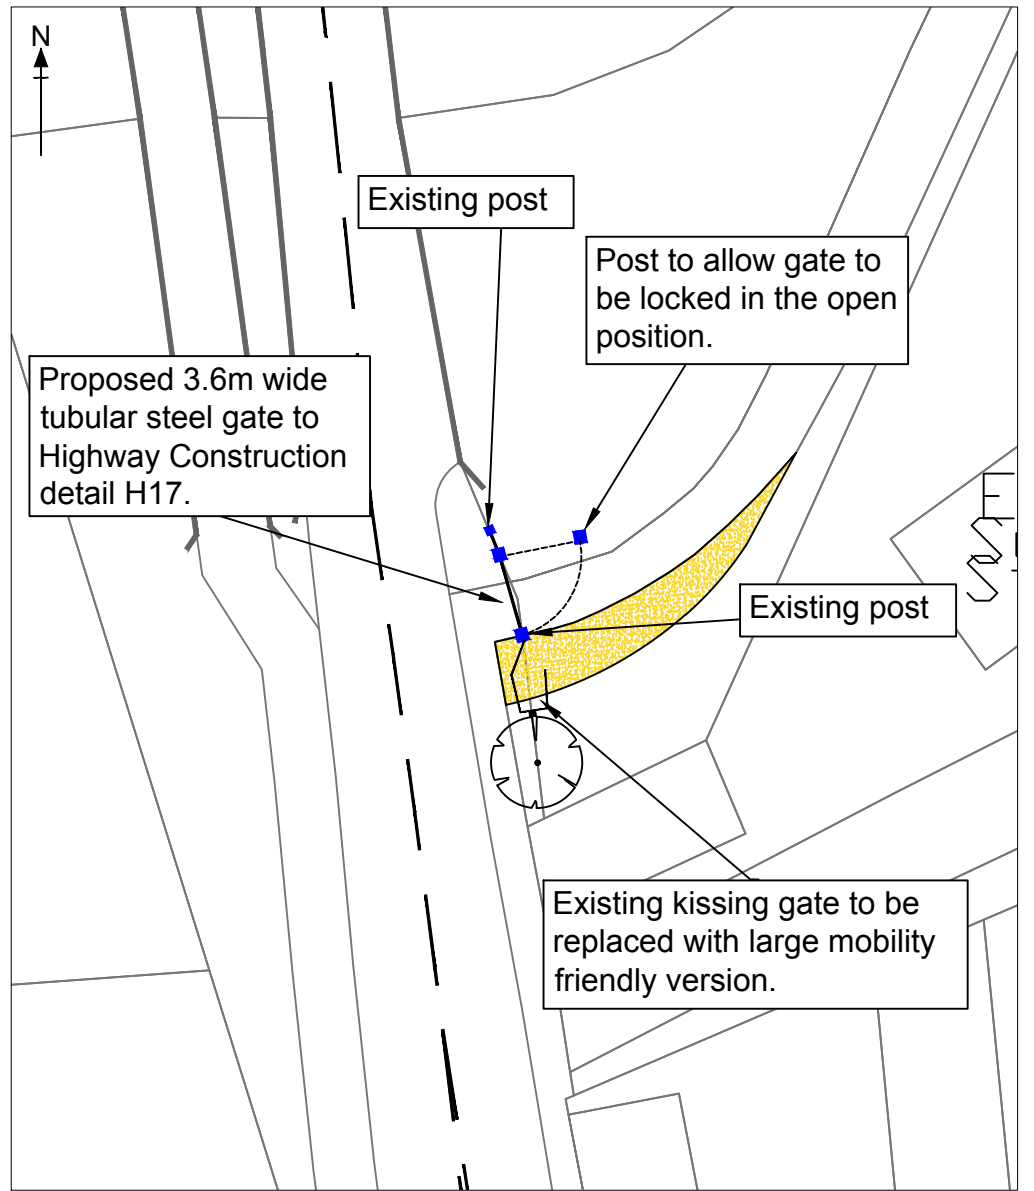 N
Existing post
Post to allow gate to
be locked in the open
position.
Proposed 3.6m wide
tubular steel gate to
Highway Construction
detail H17.
Existing post
Existing kissing gate to be
replaced with large mobility
friendly version.